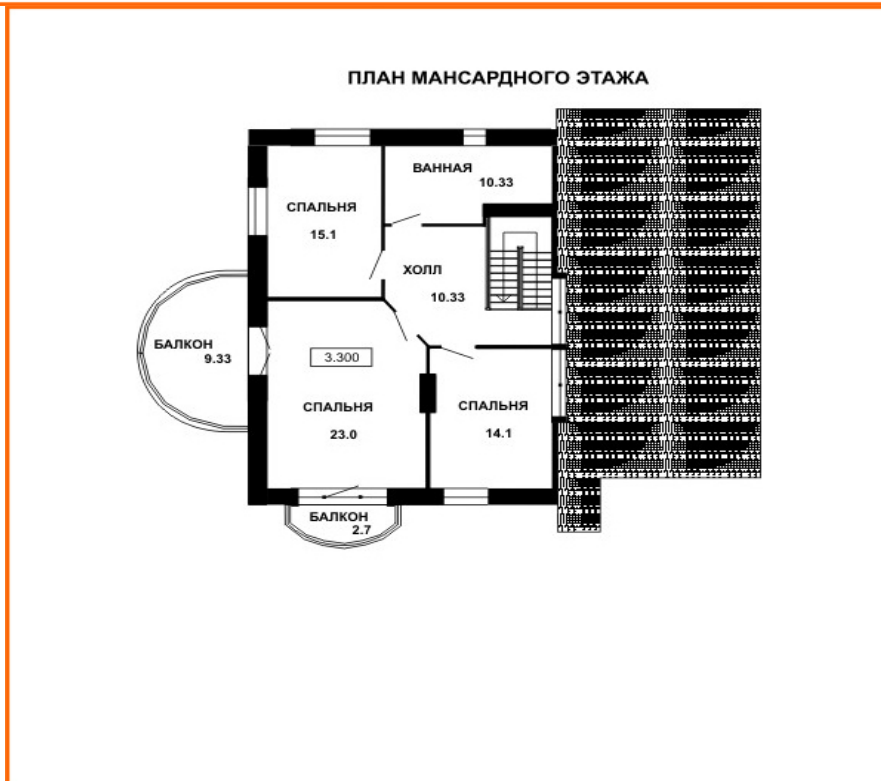 ПЛАН МАНСАРДНОГО ЭТАЖА
ВАННАЯ
10.33
СПАЛЬНЯ
15.1
ХОЛЛ
10.33
БАЛКОН
9.33
3.300
СПАЛЬНЯ
23.0
СПАЛЬНЯ
14.1
БАЛКОН
2.7